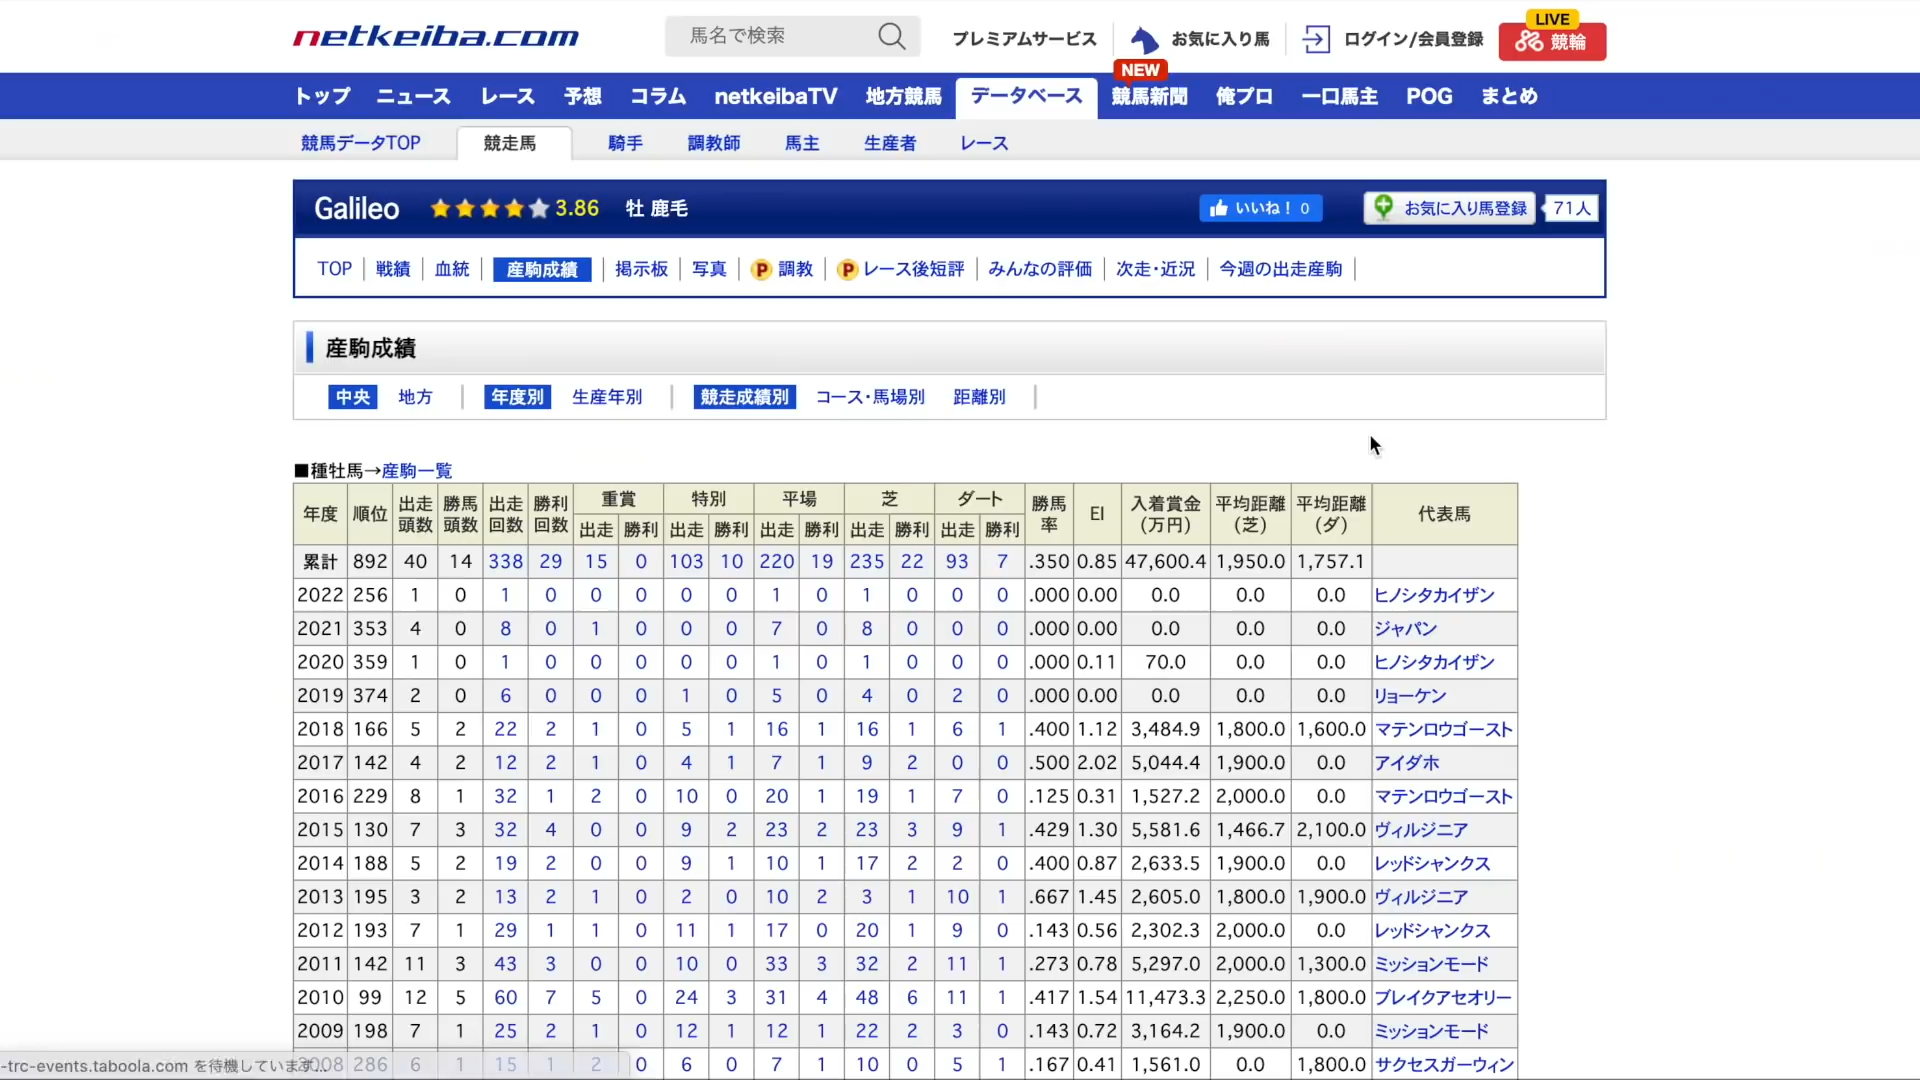 netkeiba.com 馬名で検索 プレミアムサービス お気に入り馬 ログイン/会員登録 LIVE 競輪
NEW
トップ ニュース レース 予想 コラム netkeibaTV 地方競馬 データベース 競馬新聞 俺プロ 一口馬主 POG まとめ
競馬データTOP 競走馬 騎手 調教師 馬主 生産者 レース
Galileo 3.86 牡 鹿毛 いいね！ 0 お気に入り馬登録 71人
TOP 戦績 血統 産駒成績 掲示板 写真 P 調教 P レース後短評 みんなの評価 次走・近況 今週の出走産駒
産駒成績
中央 地方 | 年度別 生産年別 | 競走成績別 コース・馬場別 距離別 |
■種牡馬→産駒一覧
年度 順位 出走頭数 勝馬頭数 出走回数 勝利回数 重賞 特別 平場 芝 ダート 勝馬率 EI 入着賞金(万円) 平均距離(芝) 平均距離(ダ) 代表馬
出走 勝利 出走 勝利 出走 勝利 出走 勝利 出走 勝利
累計 892 40 14 338 29 15 0 103 10 220 19 235 22 93 7 .350 0.85 47,600.4 1,950.0 1,757.1
2022 256 1 0 1 0 0 0 0 0 1 0 1 0 0 0 .000 0.00 0.0 0.0 0.0 ヒノシタカイザン
2021 353 4 0 8 0 1 0 0 0 7 0 8 0 0 0 .000 0.00 0.0 0.0 0.0 ジャパン
2020 359 1 0 1 0 0 0 0 0 1 0 1 0 0 0 .000 0.11 70.0 0.0 0.0 ヒノシタカイザン
2019 374 2 0 6 0 0 0 1 0 5 0 4 0 2 0 .000 0.00 0.0 0.0 0.0 リョーケン
2018 166 5 2 22 2 1 0 5 1 16 1 16 1 6 1 .400 1.12 3,484.9 1,800.0 1,600.0 マテンロウゴースト
2017 142 4 2 12 2 1 0 4 1 7 1 9 2 0 0 .500 2.02 5,044.4 1,900.0 0.0 アイダホ
2016 229 8 1 32 1 2 0 10 0 20 1 19 1 7 0 .125 0.31 1,527.2 2,000.0 0.0 マテンロウゴースト
2015 130 7 3 32 4 0 0 9 2 23 2 23 3 9 1 .429 1.30 5,581.6 1,466.7 2,100.0 ヴィルジニア
2014 188 5 2 19 2 0 0 9 1 10 1 17 2 2 0 .400 0.87 2,633.5 1,900.0 0.0 レッドシャンクス
2013 195 3 2 13 2 1 0 2 0 10 2 3 1 10 1 .667 1.45 2,605.0 1,800.0 1,900.0 ヴィルジニア
2012 193 7 1 29 1 1 0 11 1 17 0 20 1 9 0 .143 0.56 2,302.3 2,000.0 0.0 レッドシャンクス
2011 142 11 3 43 3 0 0 10 0 33 3 32 2 11 1 .273 0.78 5,297.0 2,000.0 1,300.0 ミッションモード
2010 99 12 5 60 7 5 0 24 3 31 4 48 6 11 1 .417 1.54 11,473.3 2,250.0 1,800.0 ブレイクアセオリー
2009 198 7 1 25 2 1 0 12 1 12 1 22 2 3 0 .143 0.72 3,164.2 1,900.0 0.0 ミッションモード
2008 286 6 1 15 1 2 0 6 0 7 1 10 0 5 1 .167 0.41 1,561.0 0.0 1,800.0 サクセスガーウィン
-trc-events.taboola.com を待機しています...